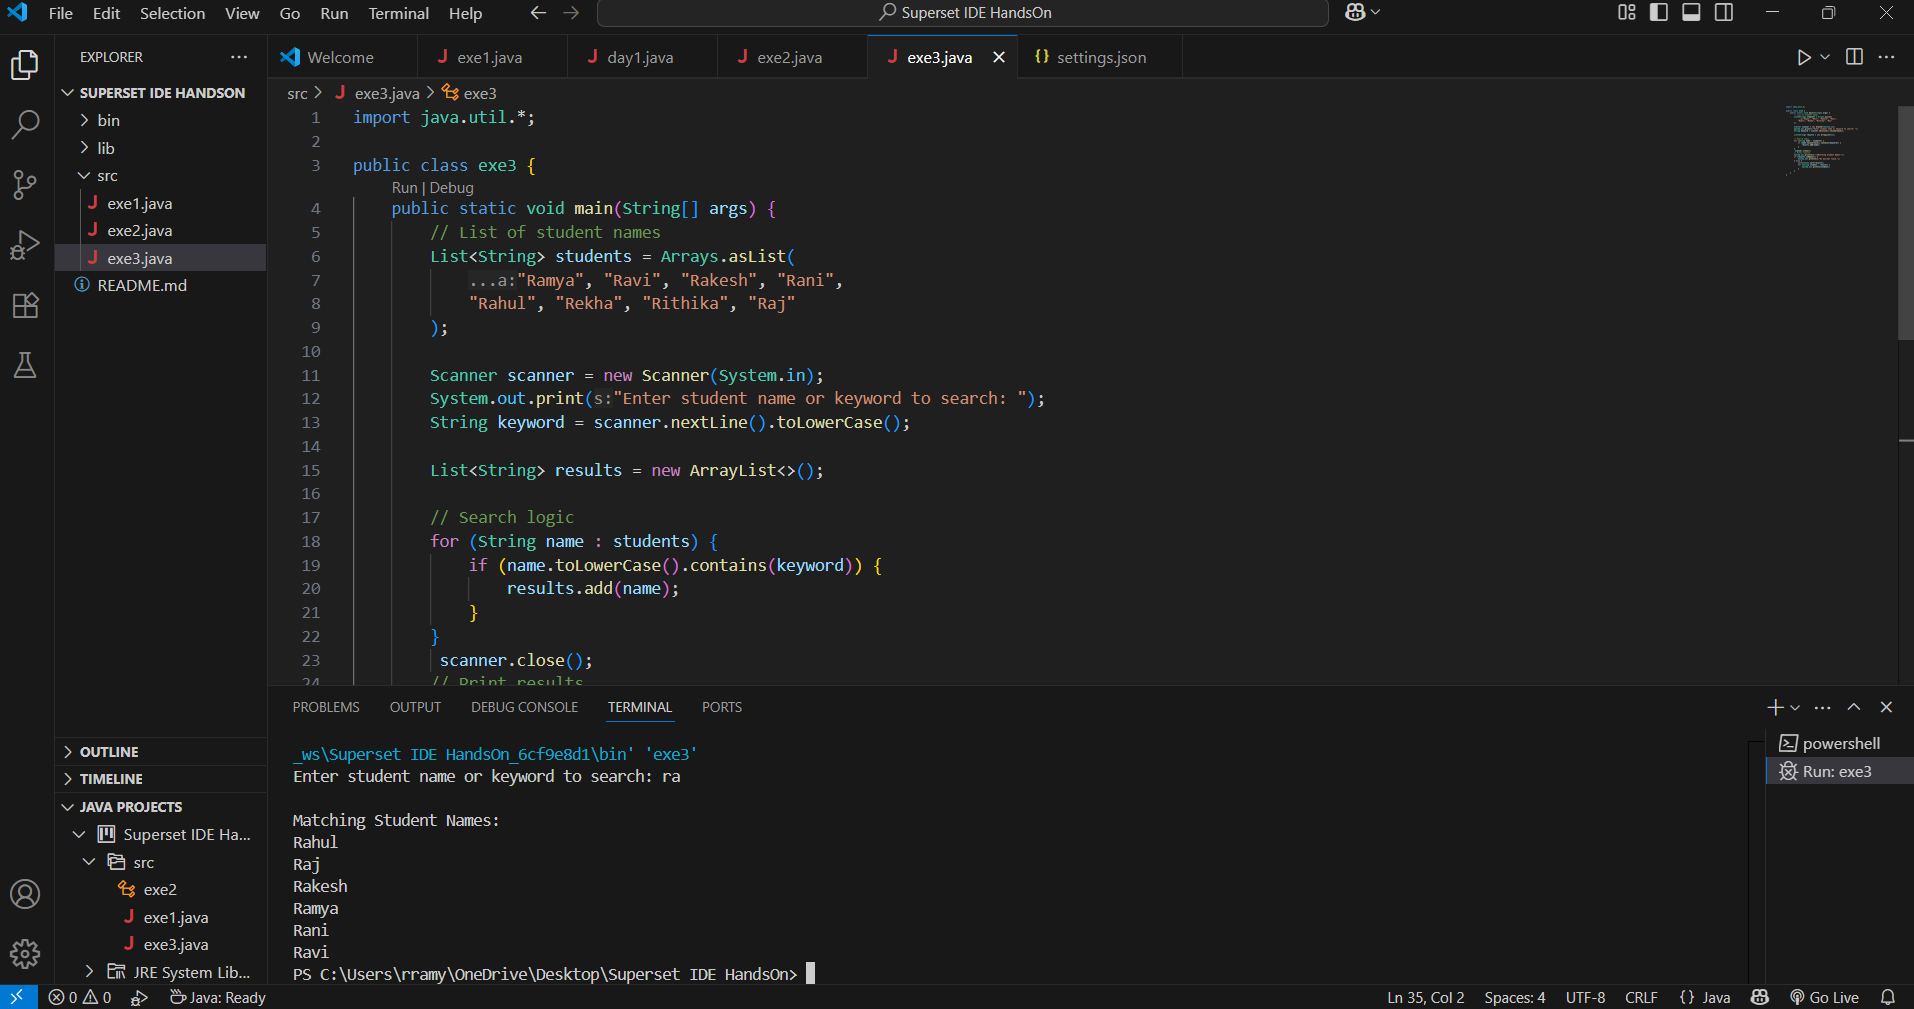 File Edit Selection View Go Run Terminal Help
Superset IDE HandsOn
EXPLORER
SUPERSET IDE HANDSON
bin
lib
src
exe1.java
exe2.java
exe3.java
README.md
OUTLINE
TIMELINE
JAVA PROJECTS
Superset IDE Ha...
src
exe2
exe1.java
exe3.java
JRE System Lib...
Welcome
exe1.java
day1.java
exe2.java
exe3.java
settings.json
src > exe3.java > exe3
1 import java.util.*;
2
3 public class exe3 {
Run | Debug
4 public static void main(String[] args) {
5 // List of student names
6 List<String> students = Arrays.asList(
7 ...a: "Ramya", "Ravi", "Rakesh", "Rani",
8 "Rahul", "Rekha", "Rithika", "Raj"
9 );
10
11 Scanner scanner = new Scanner(System.in);
12 System.out.print(s: "Enter student name or keyword to search: ");
13 String keyword = scanner.nextLine().toLowerCase();
14
15 List<String> results = new ArrayList<>();
16
17 // Search logic
18 for (String name : students) {
19 if (name.toLowerCase().contains(keyword)) {
20 results.add(name);
21 }
22 }
23 scanner.close();
24 // Print results
PROBLEMS OUTPUT DEBUG CONSOLE TERMINAL PORTS
_ws\Superset IDE HandsOn_6cf9e8d1\bin' 'exe3'
Enter student name or keyword to search: ra
Matching Student Names:
Rahul
Raj
Rakesh
Ramya
Rani
Ravi
PS C:\Users\rramy\OneDrive\Desktop\Superset IDE HandsOn>
powershell
Run: exe3
0 0 Java: Ready
Ln 35, Col 2 Spaces: 4 UTF-8 CRLF {} Java Go Live